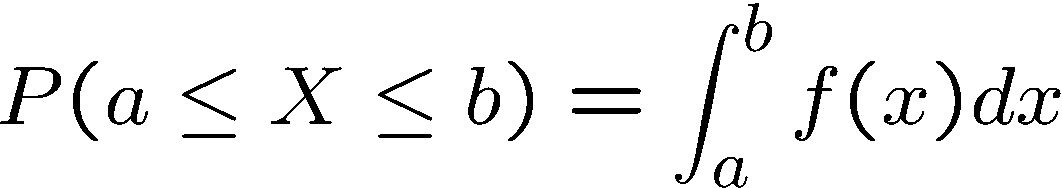 P(a ≤ X ≤ b) = ∫_a^b f(x)dx